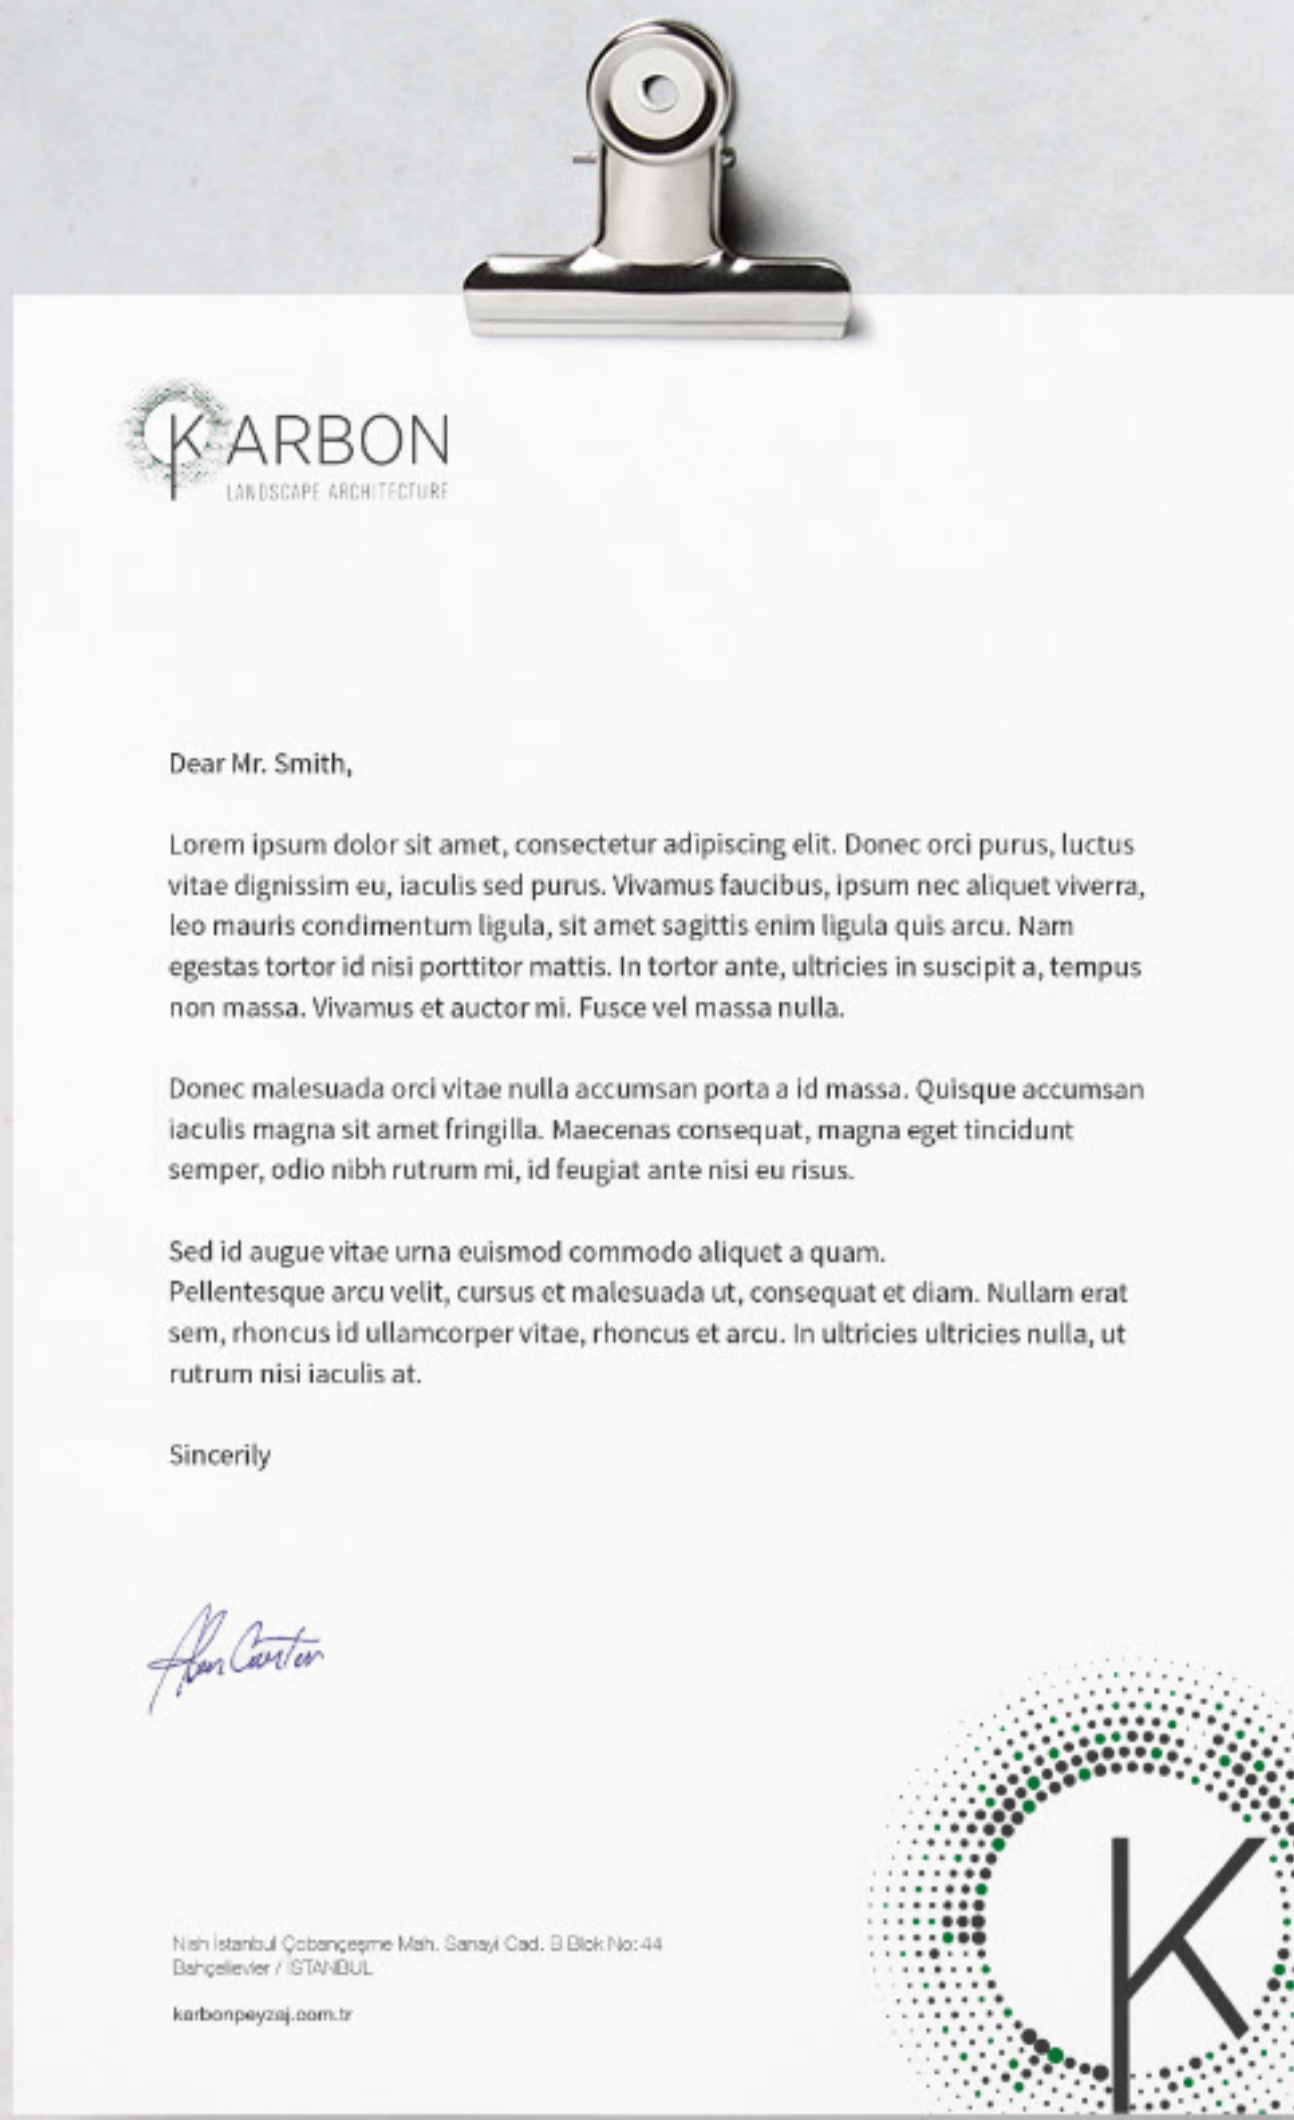 KARBON
LANDSCAPE ARCHITECTURE
Dear Mr. Smith,
Lorem ipsum dolor sit amet, consectetur adipiscing elit. Donec orci purus, luctus
vitae dignissim eu, iaculis sed purus. Vivamus faucibus, ipsum nec aliquet viverra,
leo mauris condimentum ligula, sit amet sagittis enim ligula quis arcu. Nam
egestas tortor id nisi porttitor mattis. In tortor ante, ultricies in suscipit a, tempus
non massa. Vivamus et auctor mi. Fusce vel massa nulla.
Donec malesuada orci vitae nulla accumsan porta a id massa. Quisque accumsan
iaculis magna sit amet fringilla. Maecenas consequat, magna eget tincidunt
semper, odio nibh rutrum mi, id feugiat ante nisi eu risus.
Sed id augue vitae urna euismod commodo aliquet a quam.
Pellentesque arcu velit, cursus et malesuada ut, consequat et diam. Nullam erat
sem, rhoncus id ullamcorper vitae, rhoncus et arcu. In ultricies ultricies nulla, ut
rutrum nisi iaculis at.
Sincerily
Nish İstanbul Çobançeşme Mah. Sanayi Cad. B Blok No: 44
Bahçelievler / İSTANBUL
karbonpeyzaj.com.tr
K